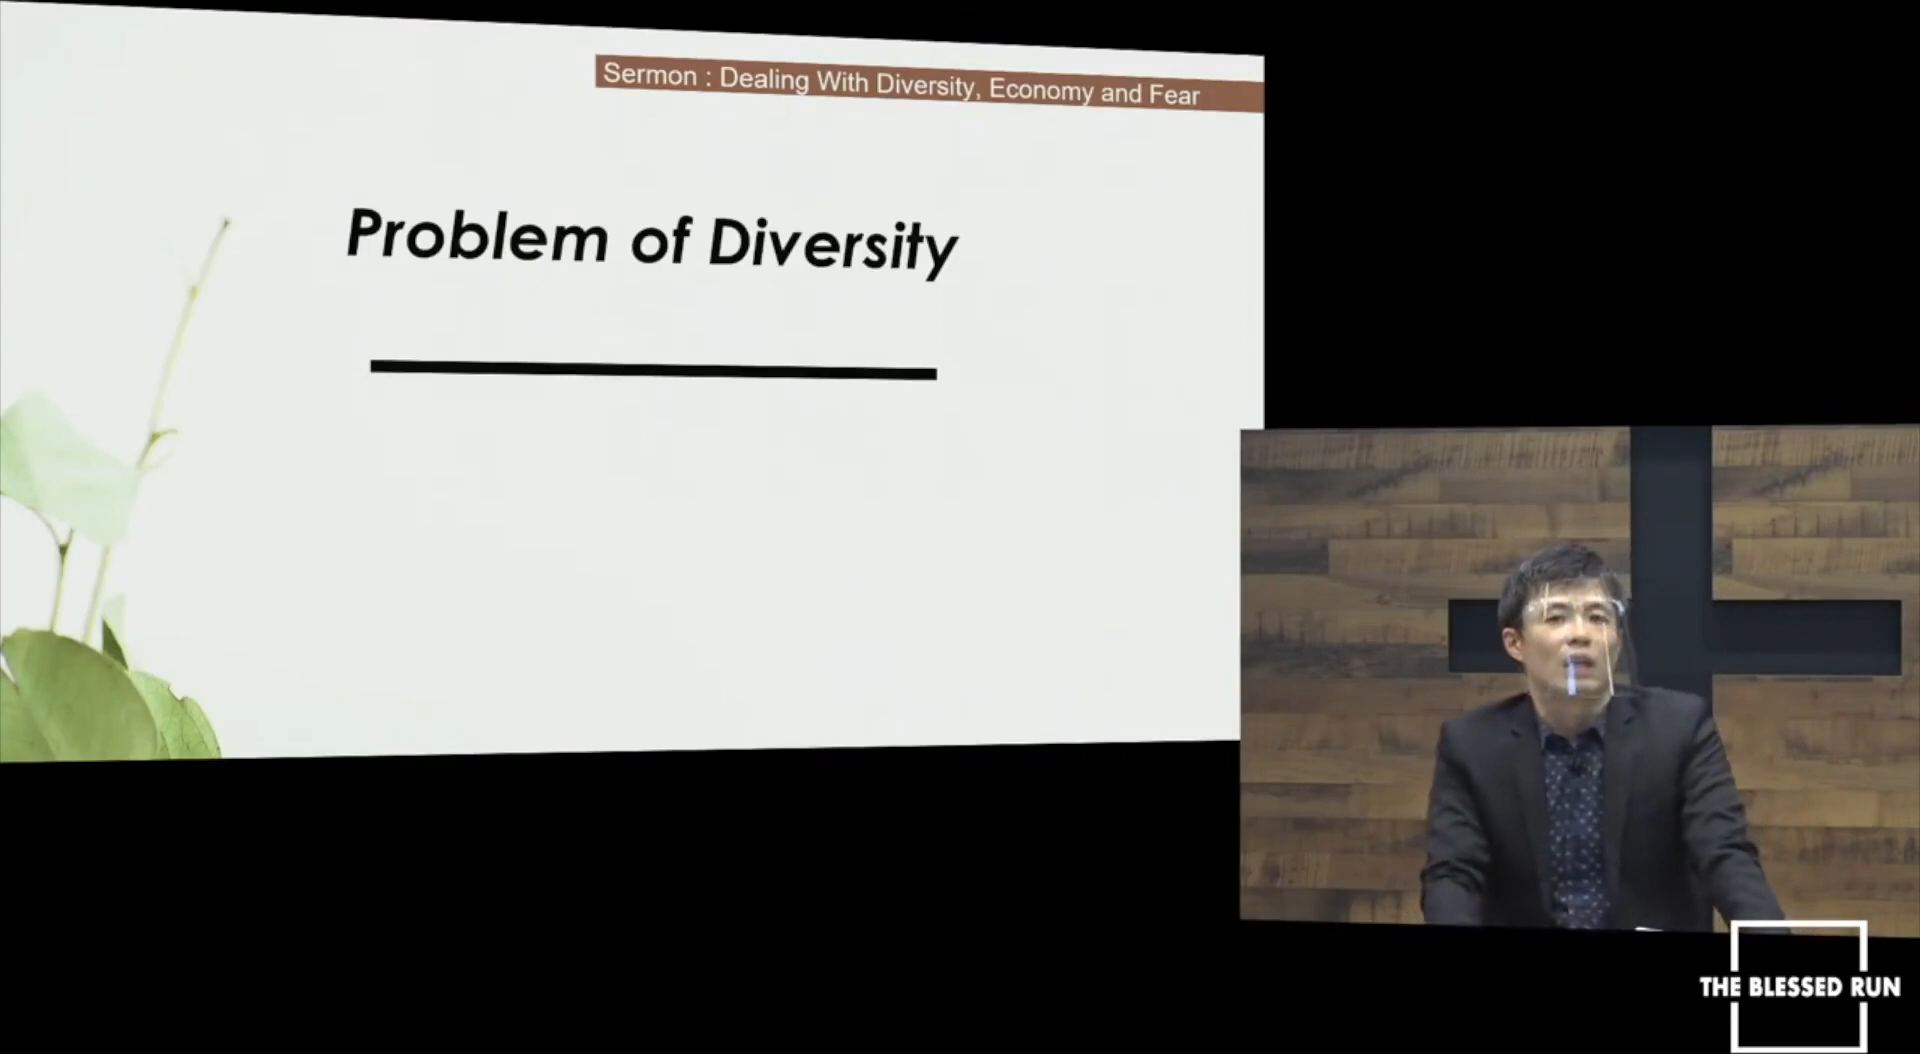 Sermon : Dealing With Diversity, Economy and Fear
Problem of Diversity
THE BLESSED RUN